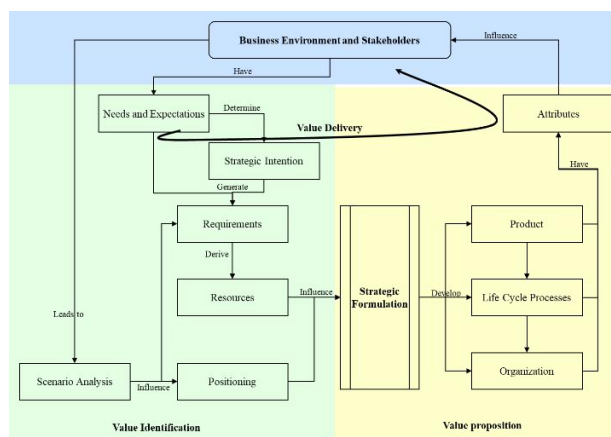 Business Environment and Stakeholders
Influence
Have
Needs and Expectations
Determine
Value Delivery
Attributes
Strategic Intention
Have
Generate
Requirements
Product
Derive
Resources
Influence
Strategic
Formulation
Develop
Life Cycle Processes
Leads to
Scenario Analysis
Influence
Positioning
Organization
Value Identification
Value proposition